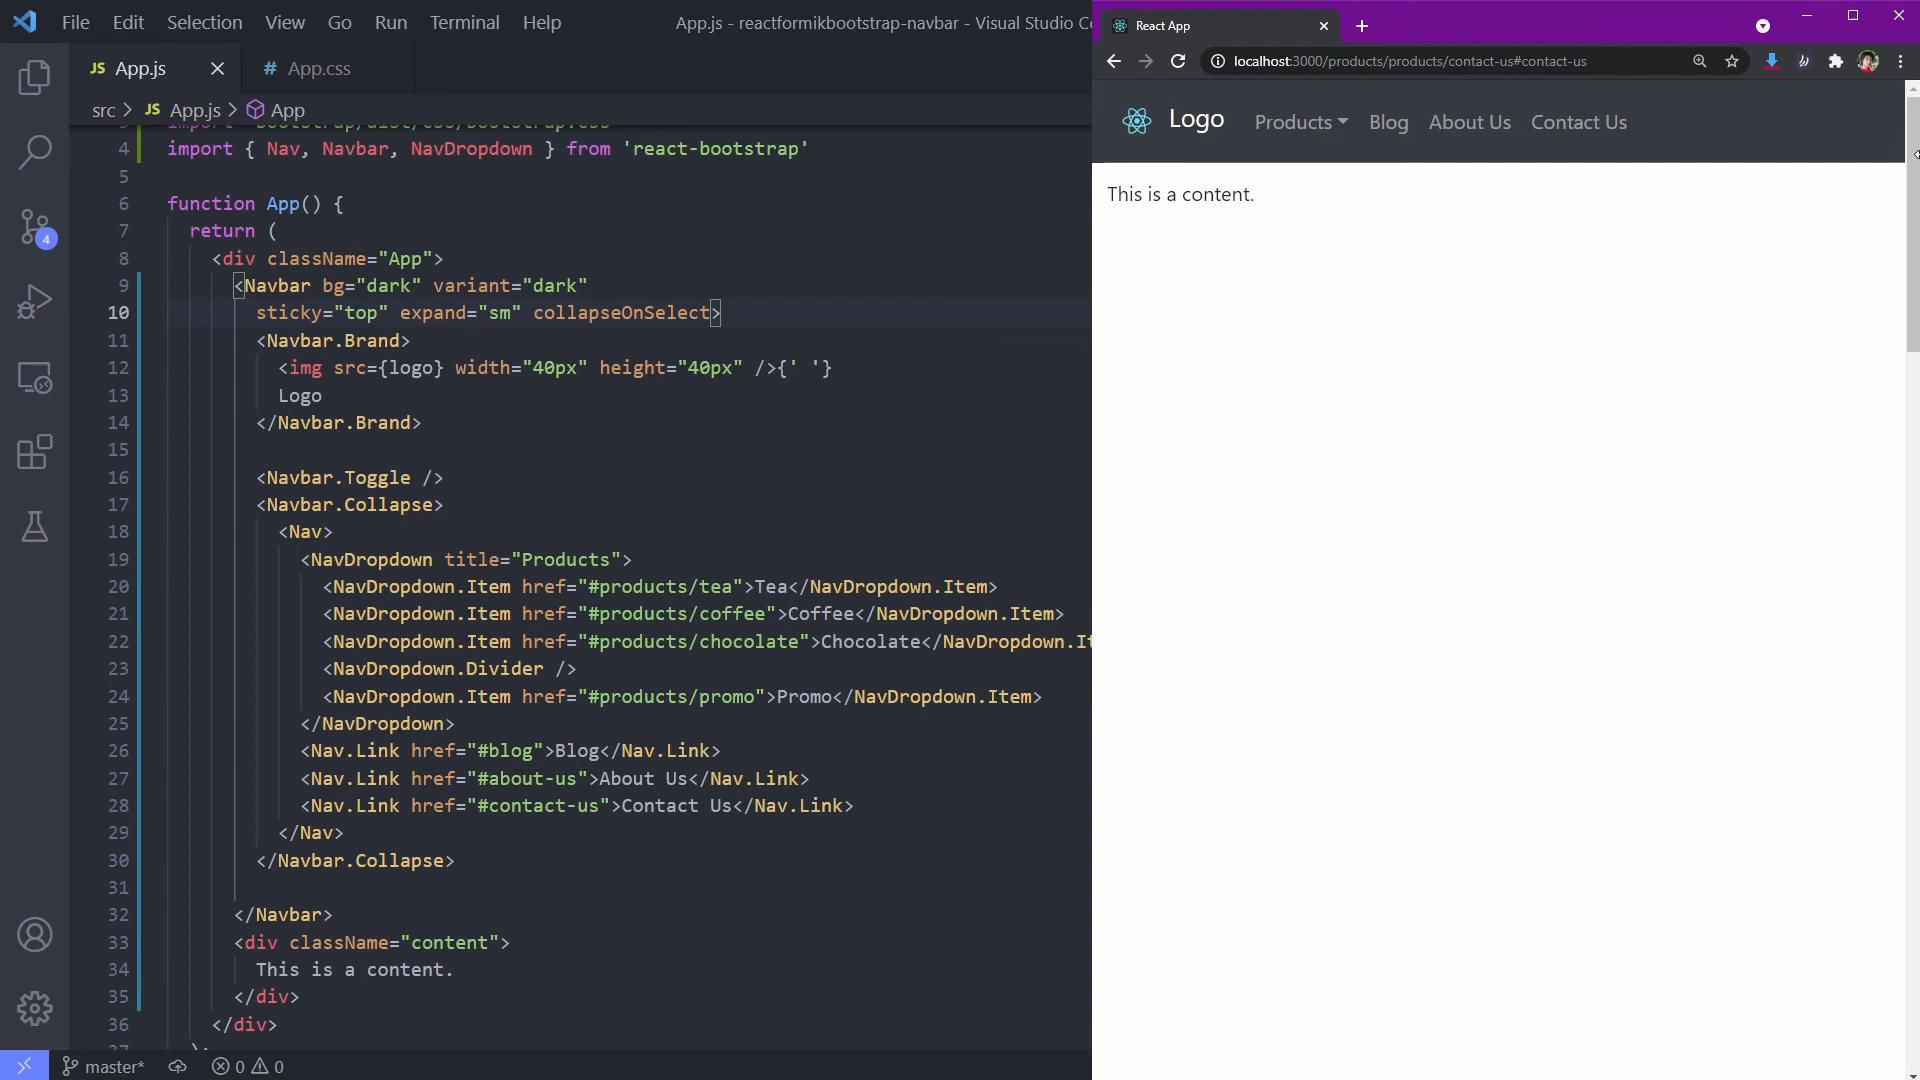 File Edit Selection View Go Run Terminal Help
App.js - reactformikbootstrap-navbar - Visual Studio Co
JS App.js
# App.css
src > JS App.js > App
import 'bootstrap/dist/css/bootstrap.css'
4 import { Nav, Navbar, NavDropdown } from 'react-bootstrap'
5
6 function App() {
7 return (
8 <div className="App">
9 <Navbar bg="dark" variant="dark"
10 sticky="top" expand="sm" collapseOnSelect>
11 <Navbar.Brand>
12 <img src={logo} width="40px" height="40px" />{' '}
13 Logo
14 </Navbar.Brand>
15
16 <Navbar.Toggle />
17 <Navbar.Collapse>
18 <Nav>
19 <NavDropdown title="Products">
20 <NavDropdown.Item href="#products/tea">Tea</NavDropdown.Item>
21 <NavDropdown.Item href="#products/coffee">Coffee</NavDropdown.Item>
22 <NavDropdown.Item href="#products/chocolate">Chocolate</NavDropdown.It
23 <NavDropdown.Divider />
24 <NavDropdown.Item href="#products/promo">Promo</NavDropdown.Item>
25 </NavDropdown>
26 <Nav.Link href="#blog">Blog</Nav.Link>
27 <Nav.Link href="#about-us">About Us</Nav.Link>
28 <Nav.Link href="#contact-us">Contact Us</Nav.Link>
29 </Nav>
30 </Navbar.Collapse>
31
32 </Navbar>
33 <div className="content">
34 This is a content.
35 </div>
36 </div>
4
master* 0 0
React App
localhost:3000/products/products/contact-us#contact-us
Logo Products Blog About Us Contact Us
This is a content.